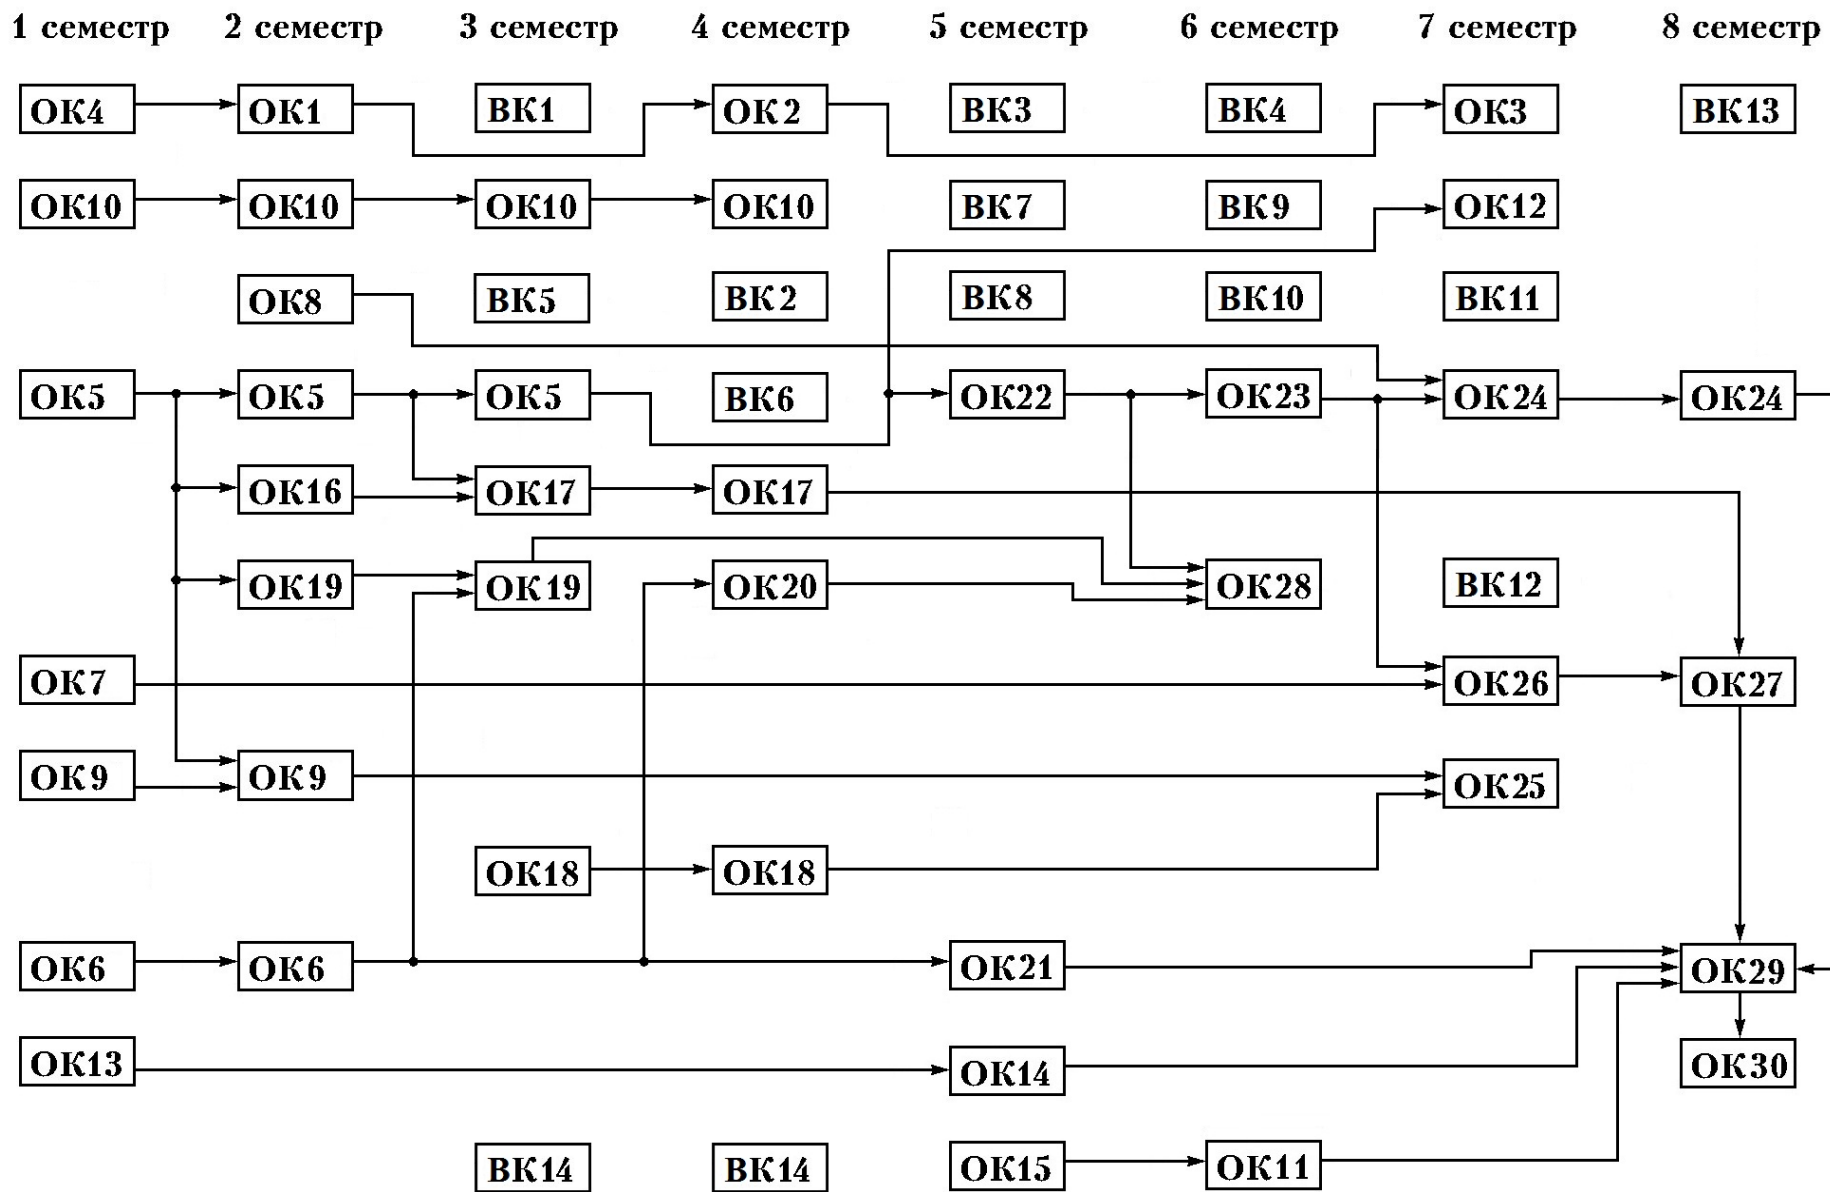 1 семестр 2 семестр 3 семестр 4 семестр 5 семестр 6 семестр 7 семестр 8 семестр
ОК4 ОК1 ВК1 ОК2 ВК3 ВК4 ОК3 ВК13
ОК10 ОК10 ОК10 ОК10 ВК7 ВК9 ОК12
ОК8 ВК5 ВК2 ВК8 ВК10 ВК11
ОК5 ОК5 ОК5 ВК6 ОК22 ОК23 ОК24 ОК24
ОК16 ОК17 ОК17
ОК19 ОК19 ОК20 ОК28 ВК12
ОК7 ОК26 ОК27
ОК9 ОК9 ОК25
ОК18 ОК18
ОК6 ОК6 ОК21 ОК29
ОК13 ОК14 ОК30
ВК14 ВК14 ОК15 ОК11